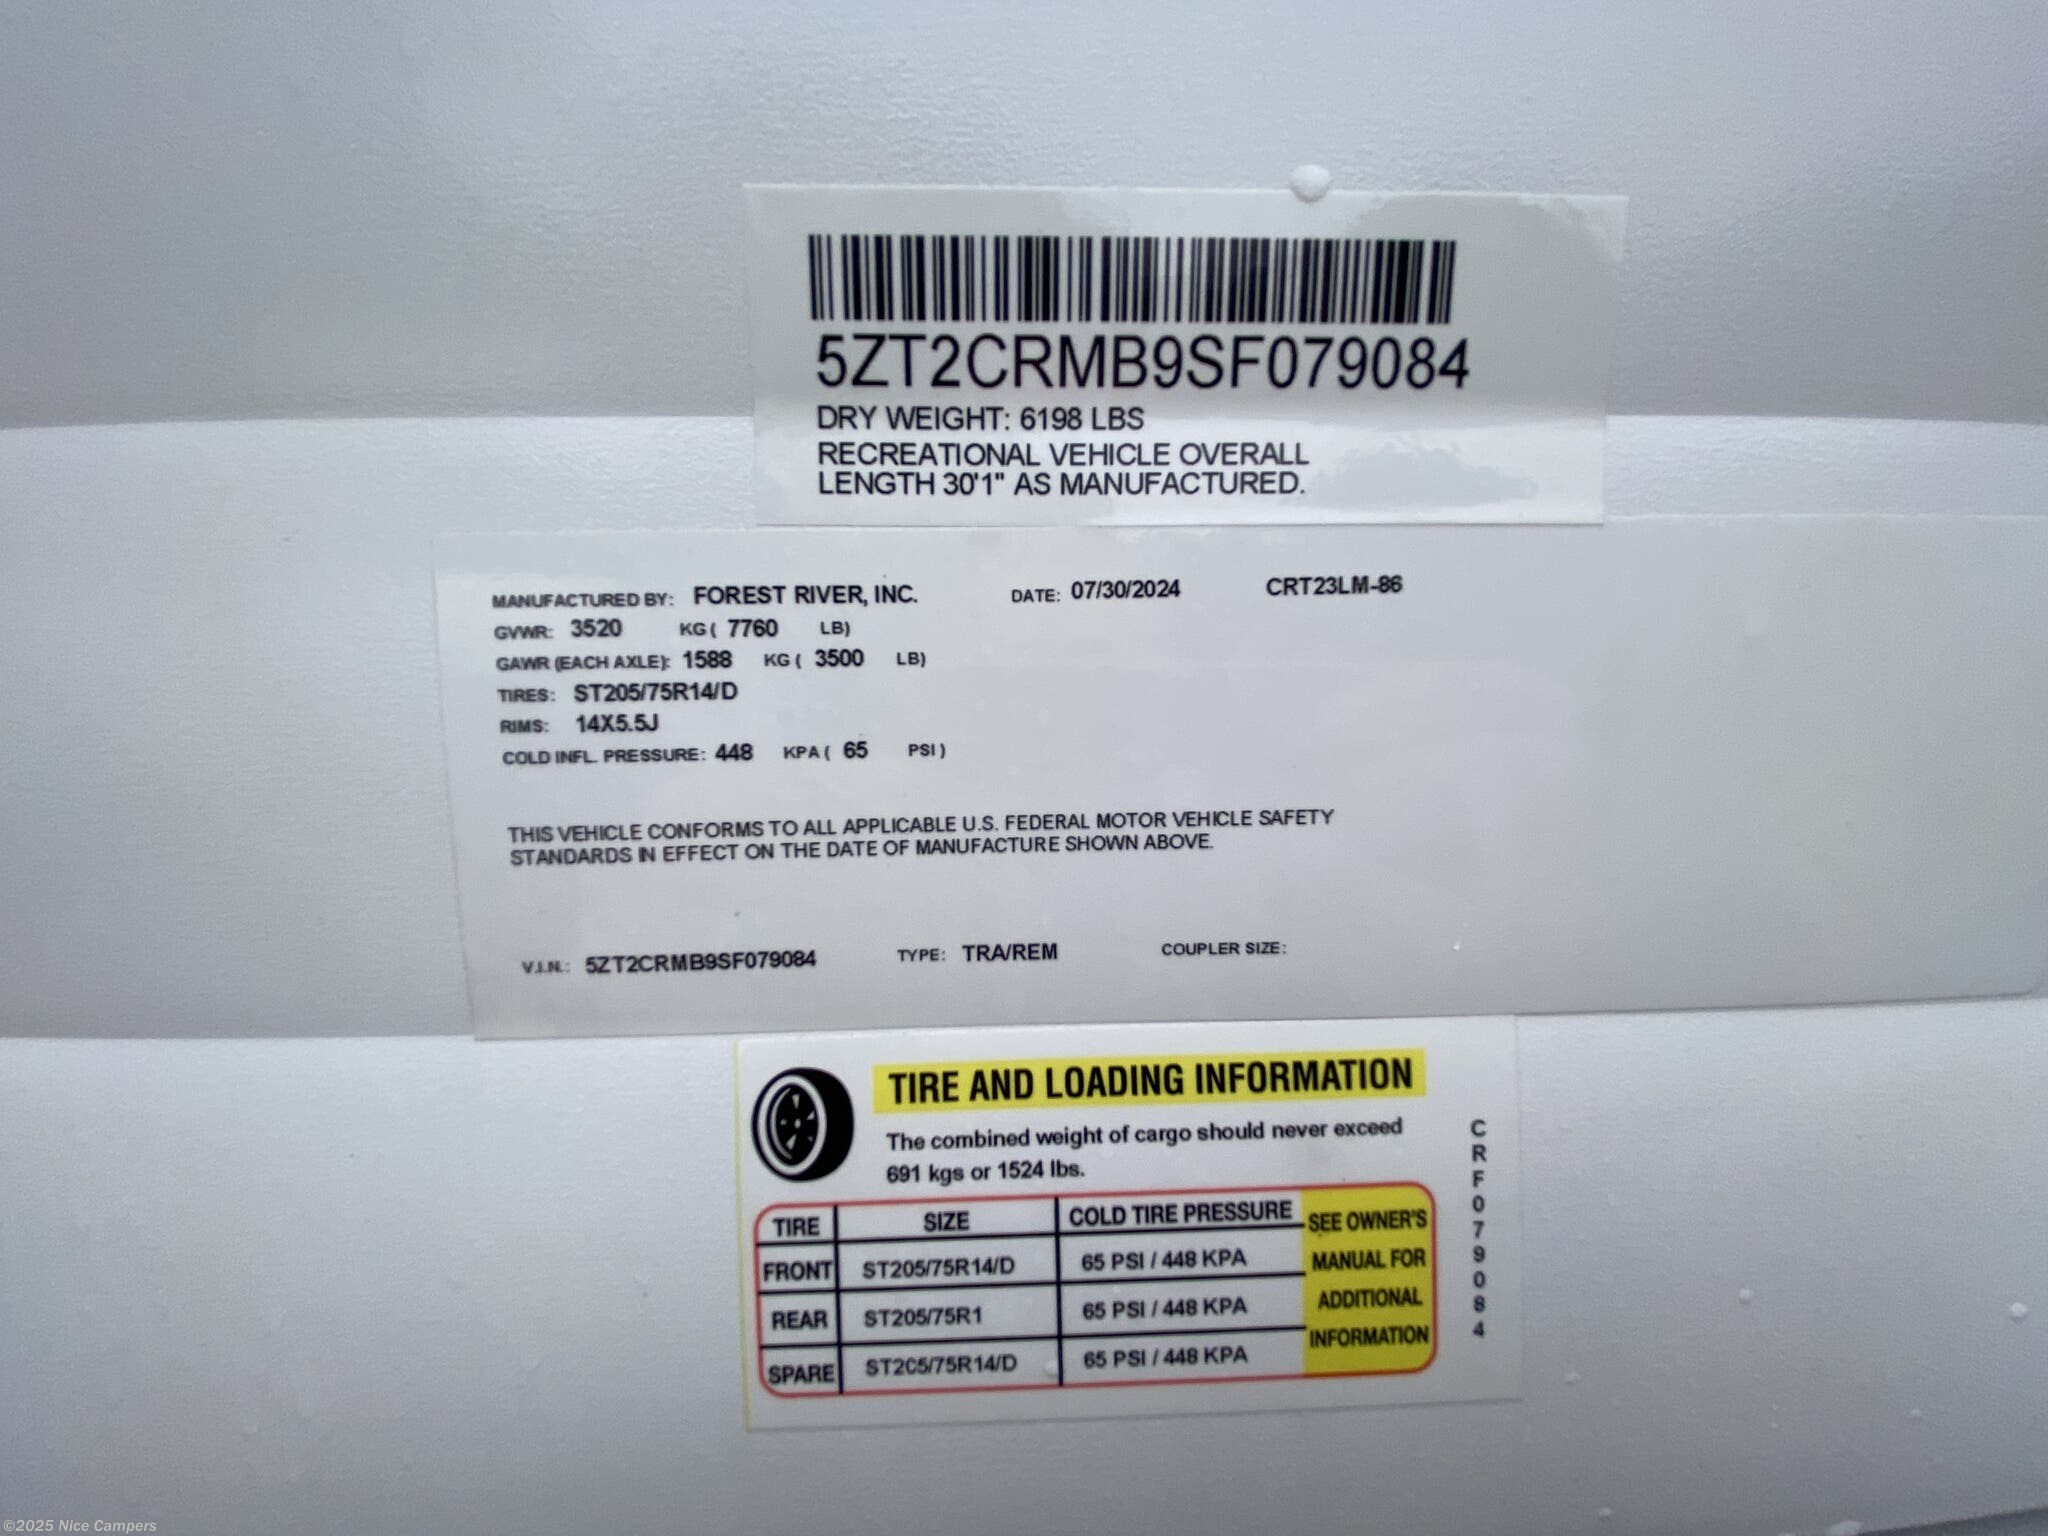 5ZT2CRMB9SF079084
DRY WEIGHT: 6198 LBS
RECREATIONAL VEHICLE OVERALL
LENGTH 30'1" AS MANUFACTURED.
MANUFACTURED BY: FOREST RIVER, INC. DATE: 07/30/2024 CRT23LM-86
GVWR: 3520 KG ( 7760 LB)
GAWR (EACH AXLE): 1588 KG ( 3500 LB)
TIRES: ST205/75R14/D
RIMS: 14X5.5J
COLD INFL. PRESSURE: 448 KPA ( 65 PSI )
THIS VEHICLE CONFORMS TO ALL APPLICABLE U.S. FEDERAL MOTOR VEHICLE SAFETY
STANDARDS IN EFFECT ON THE DATE OF MANUFACTURE SHOWN ABOVE.
V.I.N.: 5ZT2CRMB9SF079084 TYPE: TRA/REM COUPLER SIZE:
TIRE AND LOADING INFORMATION
The combined weight of cargo should never exceed
691 kgs or 1524 lbs.
TIRE SIZE COLD TIRE PRESSURE
FRONT ST205/75R14/D 65 PSI / 448 KPA
REAR ST205/75R1 65 PSI / 448 KPA
SPARE ST205/75R14/D 65 PSI / 448 KPA
SEE OWNER'S
MANUAL FOR
ADDITIONAL
INFORMATION
CRF079084
©2025 Nice Campers